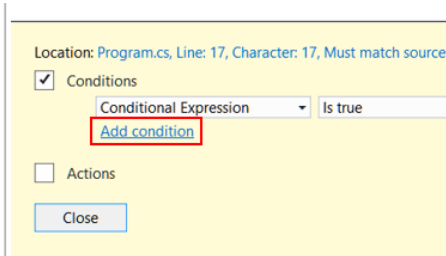 Location: Program.cs, Line: 17, Character: 17, Must match source
Conditions
Conditional Expression Is true
Add condition
Actions
Close